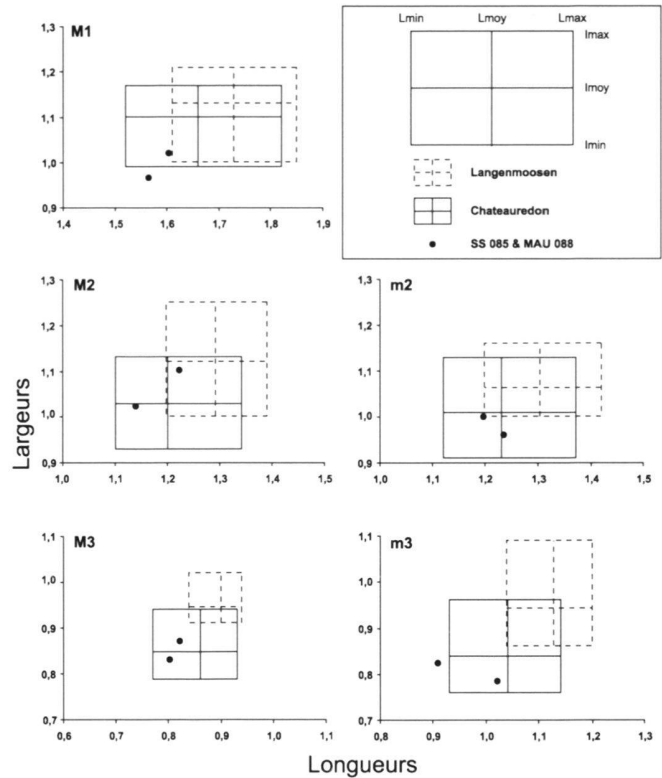 M1
1,3
1,2
1,1
1,0
0,9
1,4 1,5 1,6 1,7 1,8 1,9
Lmin Lmoy Lmax
lmax
lmoy
lmin
Langenmoosen
Chateauredon
SS 085 & MAU 088
M2
1,3
1,2
1,1
1,0
0,9
1,0 1,1 1,2 1,3 1,4 1,5
m2
1,3
1,2
1,1
1,0
0,9
1,0 1,1 1,2 1,3 1,4 1,5
Largeurs
M3
1,1
1,0
0,9
0,8
0,7
0,6 0,7 0,8 0,9 1,0 1,1
m3
1,1
1,0
0,9
0,8
0,7
0,8 0,9 1,0 1,1 1,2 1,3
Longueurs